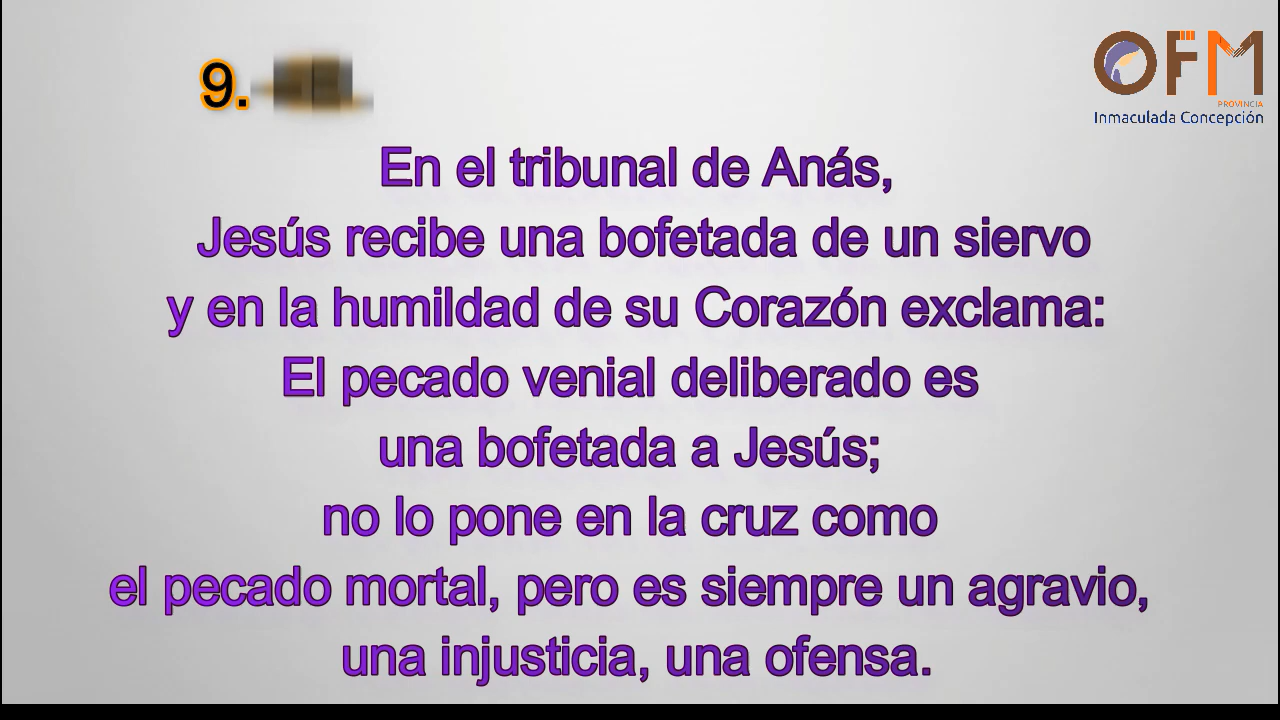 OFM
PROVINCIA
Inmaculada Concepción
9.
En el tribunal de Anás,
Jesús recibe una bofetada de un siervo
y en la humildad de su Corazón exclama:
El pecado venial deliberado es
una bofetada a Jesús;
no lo pone en la cruz como
el pecado mortal, pero es siempre un agravio,
una injusticia, una ofensa.